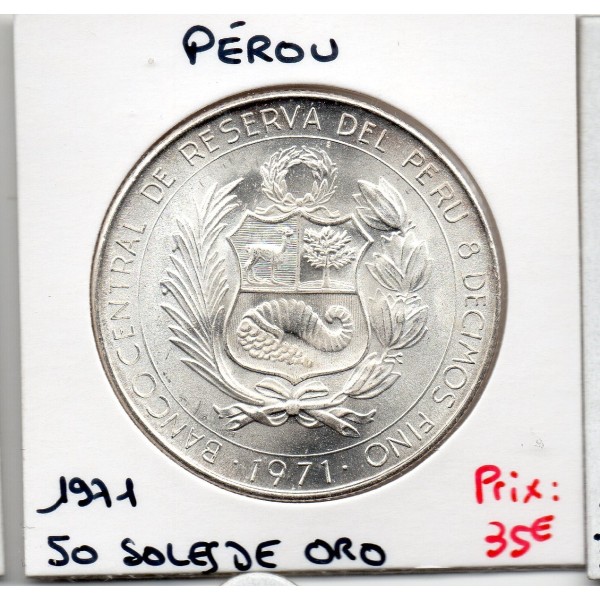 PÉROU
BANCO CENTRAL DE RESERVA DEL PERU 8 DECIMOS FINO
· 1971 ·
1971
50 SOLES DE ORO
Prix:
35€